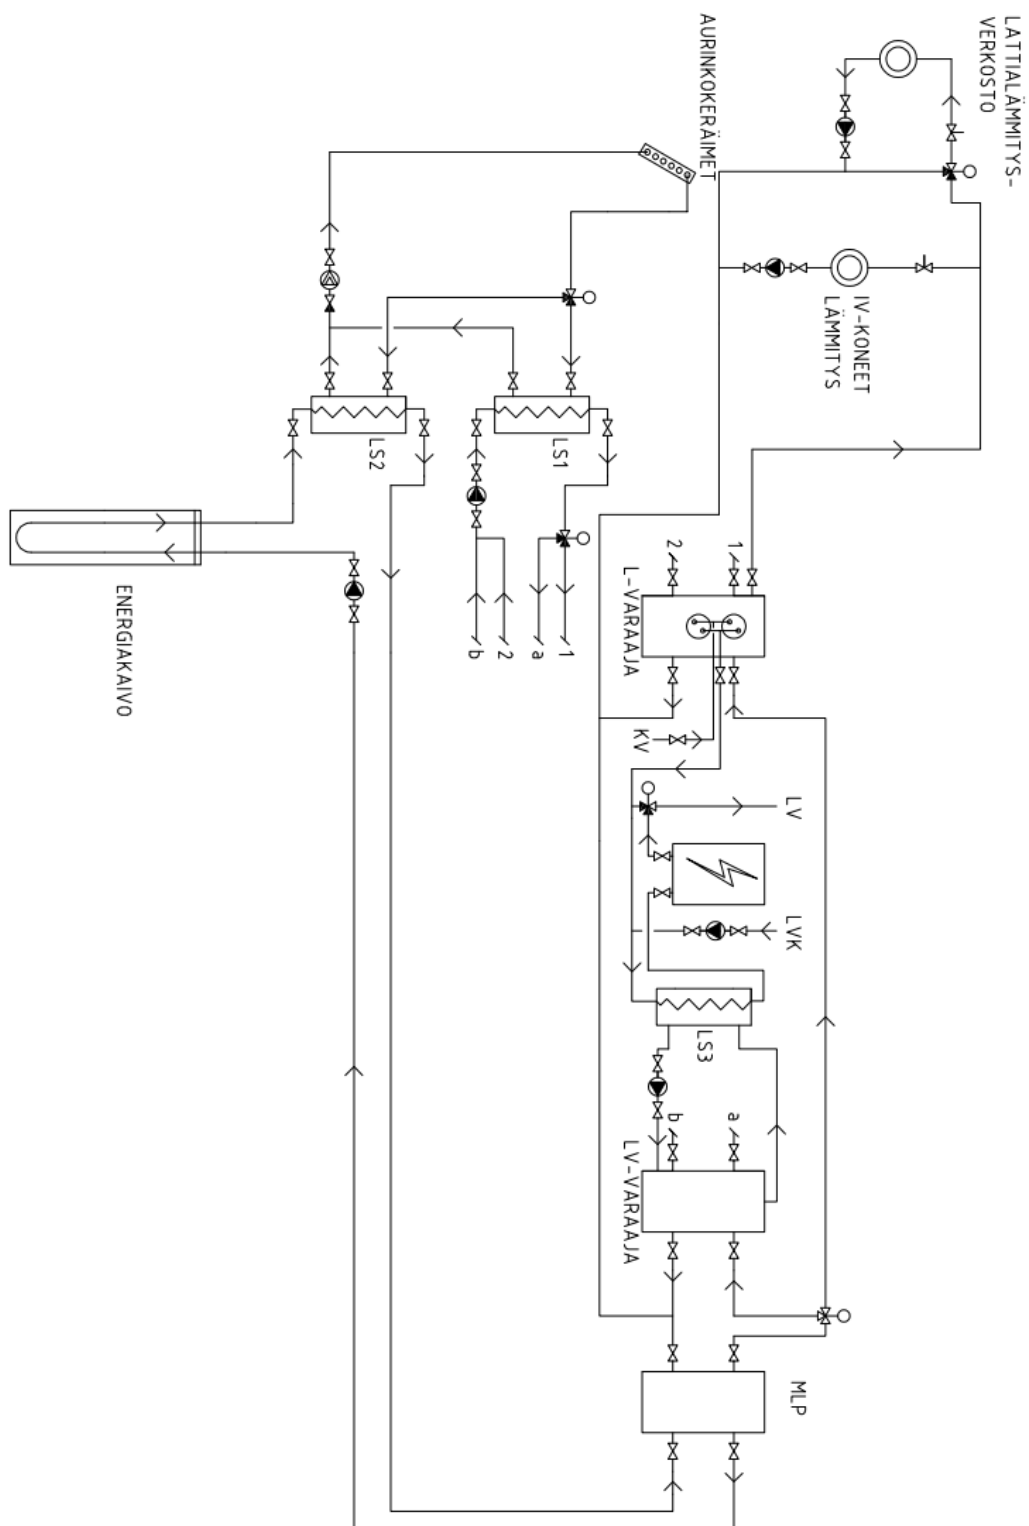 LATTIALÄMMITYS-
VERKOSTO
AURINKOKERÄIMET
IV-KONEET
LÄMMITYS
LS2
LS1
ENERGIAKAIVO
b
2
a
1
2
1
L-VARAAJA
KV
LV
LVK
LS3
b
a
LV-VARAAJA
MLP